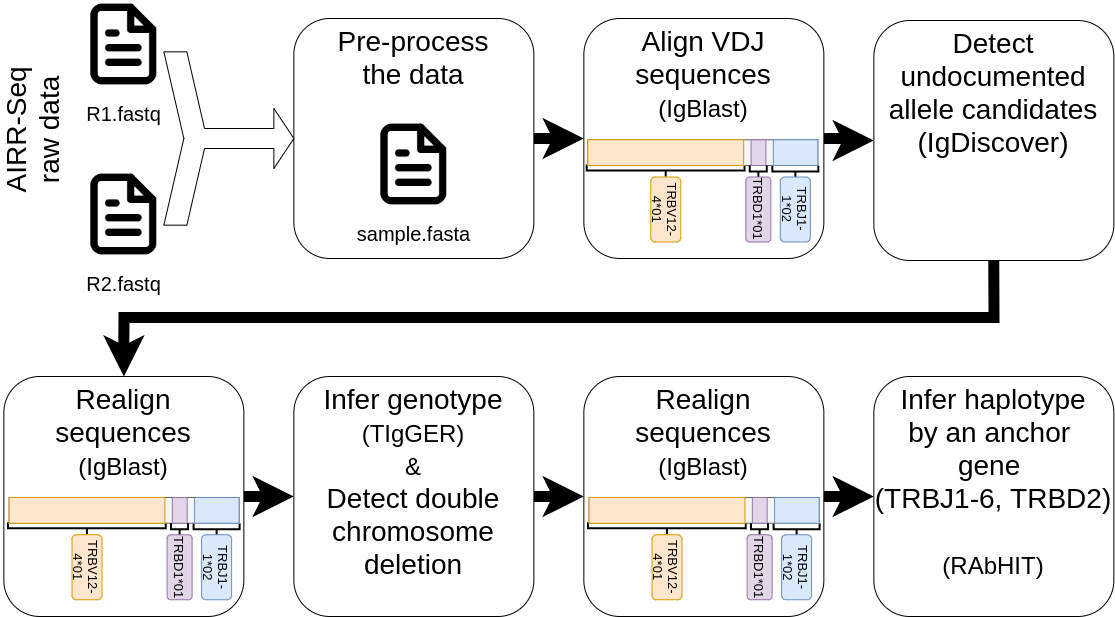 AIRR-Seq
raw data
R1.fastq
R2.fastq
Pre-process
the data
sample.fasta
Align VDJ
sequences
(IgBlast)
TRBV12-
4*01
TRBD1*01
TRBJ1-
1*02
Detect
undocumented
allele candidates
(IgDiscover)
Realign
sequences
(IgBlast)
TRBV12-
4*01
TRBD1*01
TRBJ1-
1*02
Infer genotype
(TIgGER)
&
Detect double
chromosome
deletion
Realign
sequences
(IgBlast)
TRBV12-
4*01
TRBD1*01
TRBJ1-
1*02
Infer haplotype
by an anchor
gene
(TRBJ1-6, TRBD2)
(RAbHIT)